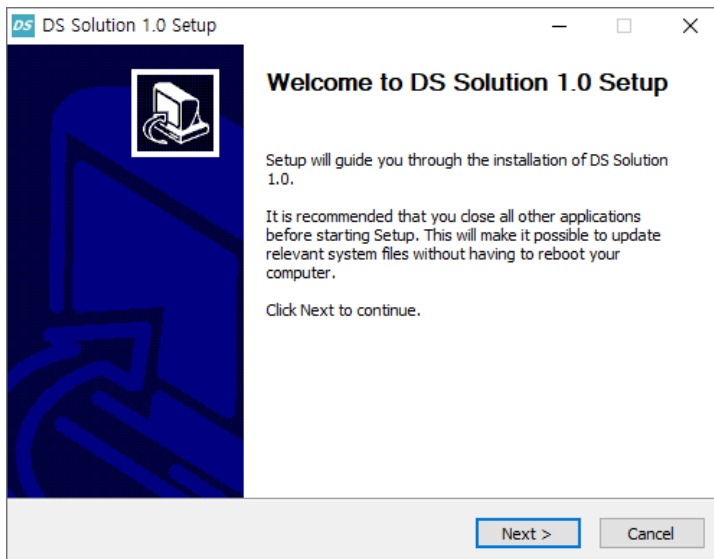 DS DS Solution 1.0 Setup
Welcome to DS Solution 1.0 Setup
Setup will guide you through the installation of DS Solution
1.0.
It is recommended that you close all other applications
before starting Setup. This will make it possible to update
relevant system files without having to reboot your
computer.
Click Next to continue.
Next > Cancel